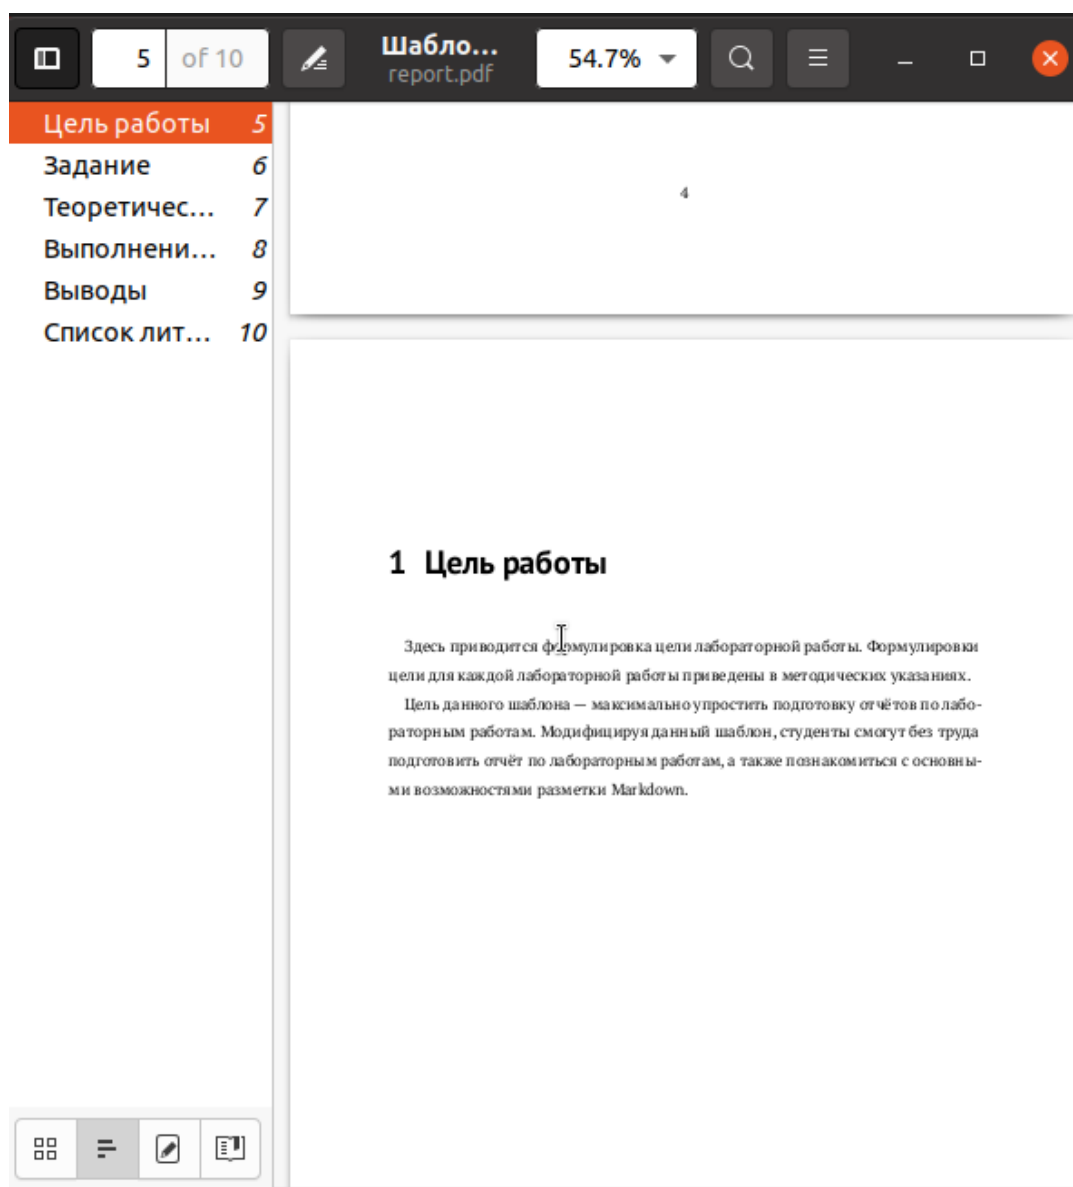 5 of 10
Шабло...
report.pdf
54.7%
Цель работы 5
Задание 6
Теоретичес... 7
Выполнени... 8
Выводы 9
Список лит... 10
4
1 Цель работы
Здесь приводится формулировка цели лабораторной работы. Формулировки
цели для каждой лабораторной работы приведены в методических указаниях.
Цель данного шаблона — максимально упростить подготовку отчётов по лабо-
раторным работам. Модифицируя данный шаблон, студенты смогут без труда
подготовить отчёт по лабораторным работам, а также познакомиться с основны-
ми возможностями разметки Markdown.